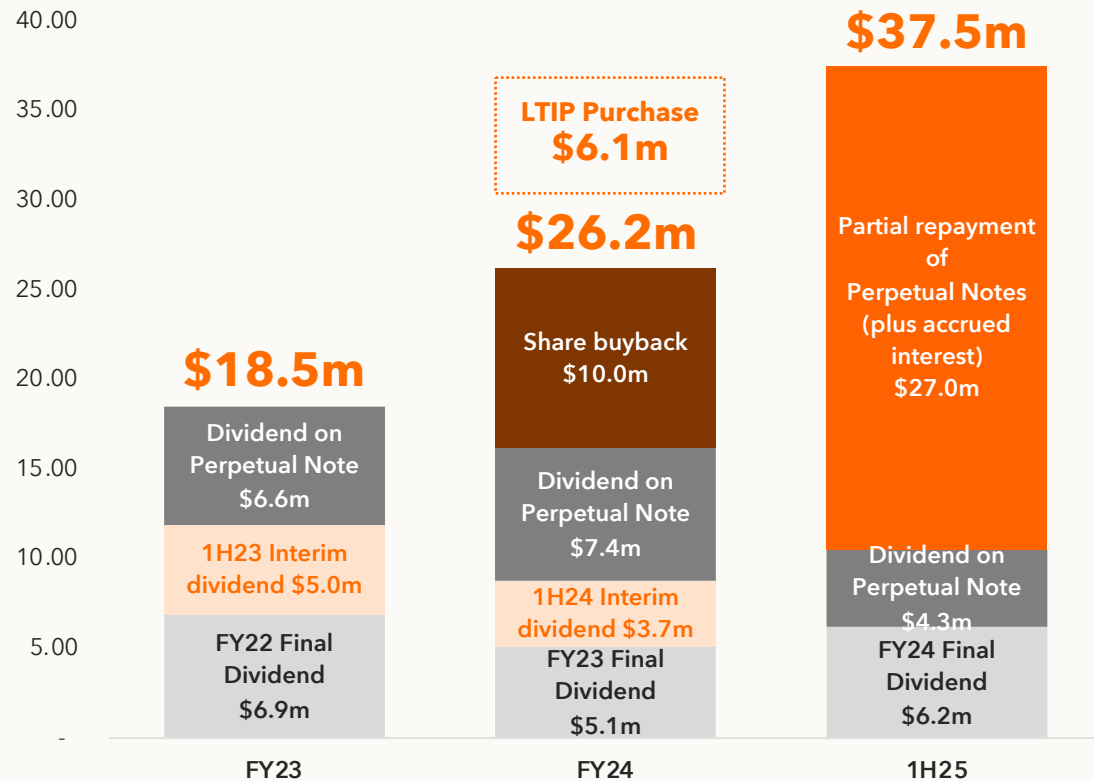 40.00
35.00
30.00
25.00
20.00
15.00
10.00
5.00
-
$18.5m
Dividend on
Perpetual Note
$6.6m
1H23 Interim
dividend $5.0m
FY22 Final
Dividend
$6.9m
FY23
LTIP Purchase
$6.1m
$26.2m
Share buyback
$10.0m
Dividend on
Perpetual Note
$7.4m
1H24 Interim
dividend $3.7m
FY23 Final
Dividend
$5.1m
FY24
$37.5m
Partial repayment
of
Perpetual Notes
(plus accrued
interest)
$27.0m
Dividend on
Perpetual Note
$4.3m
FY24 Final
Dividend
$6.2m
1H25